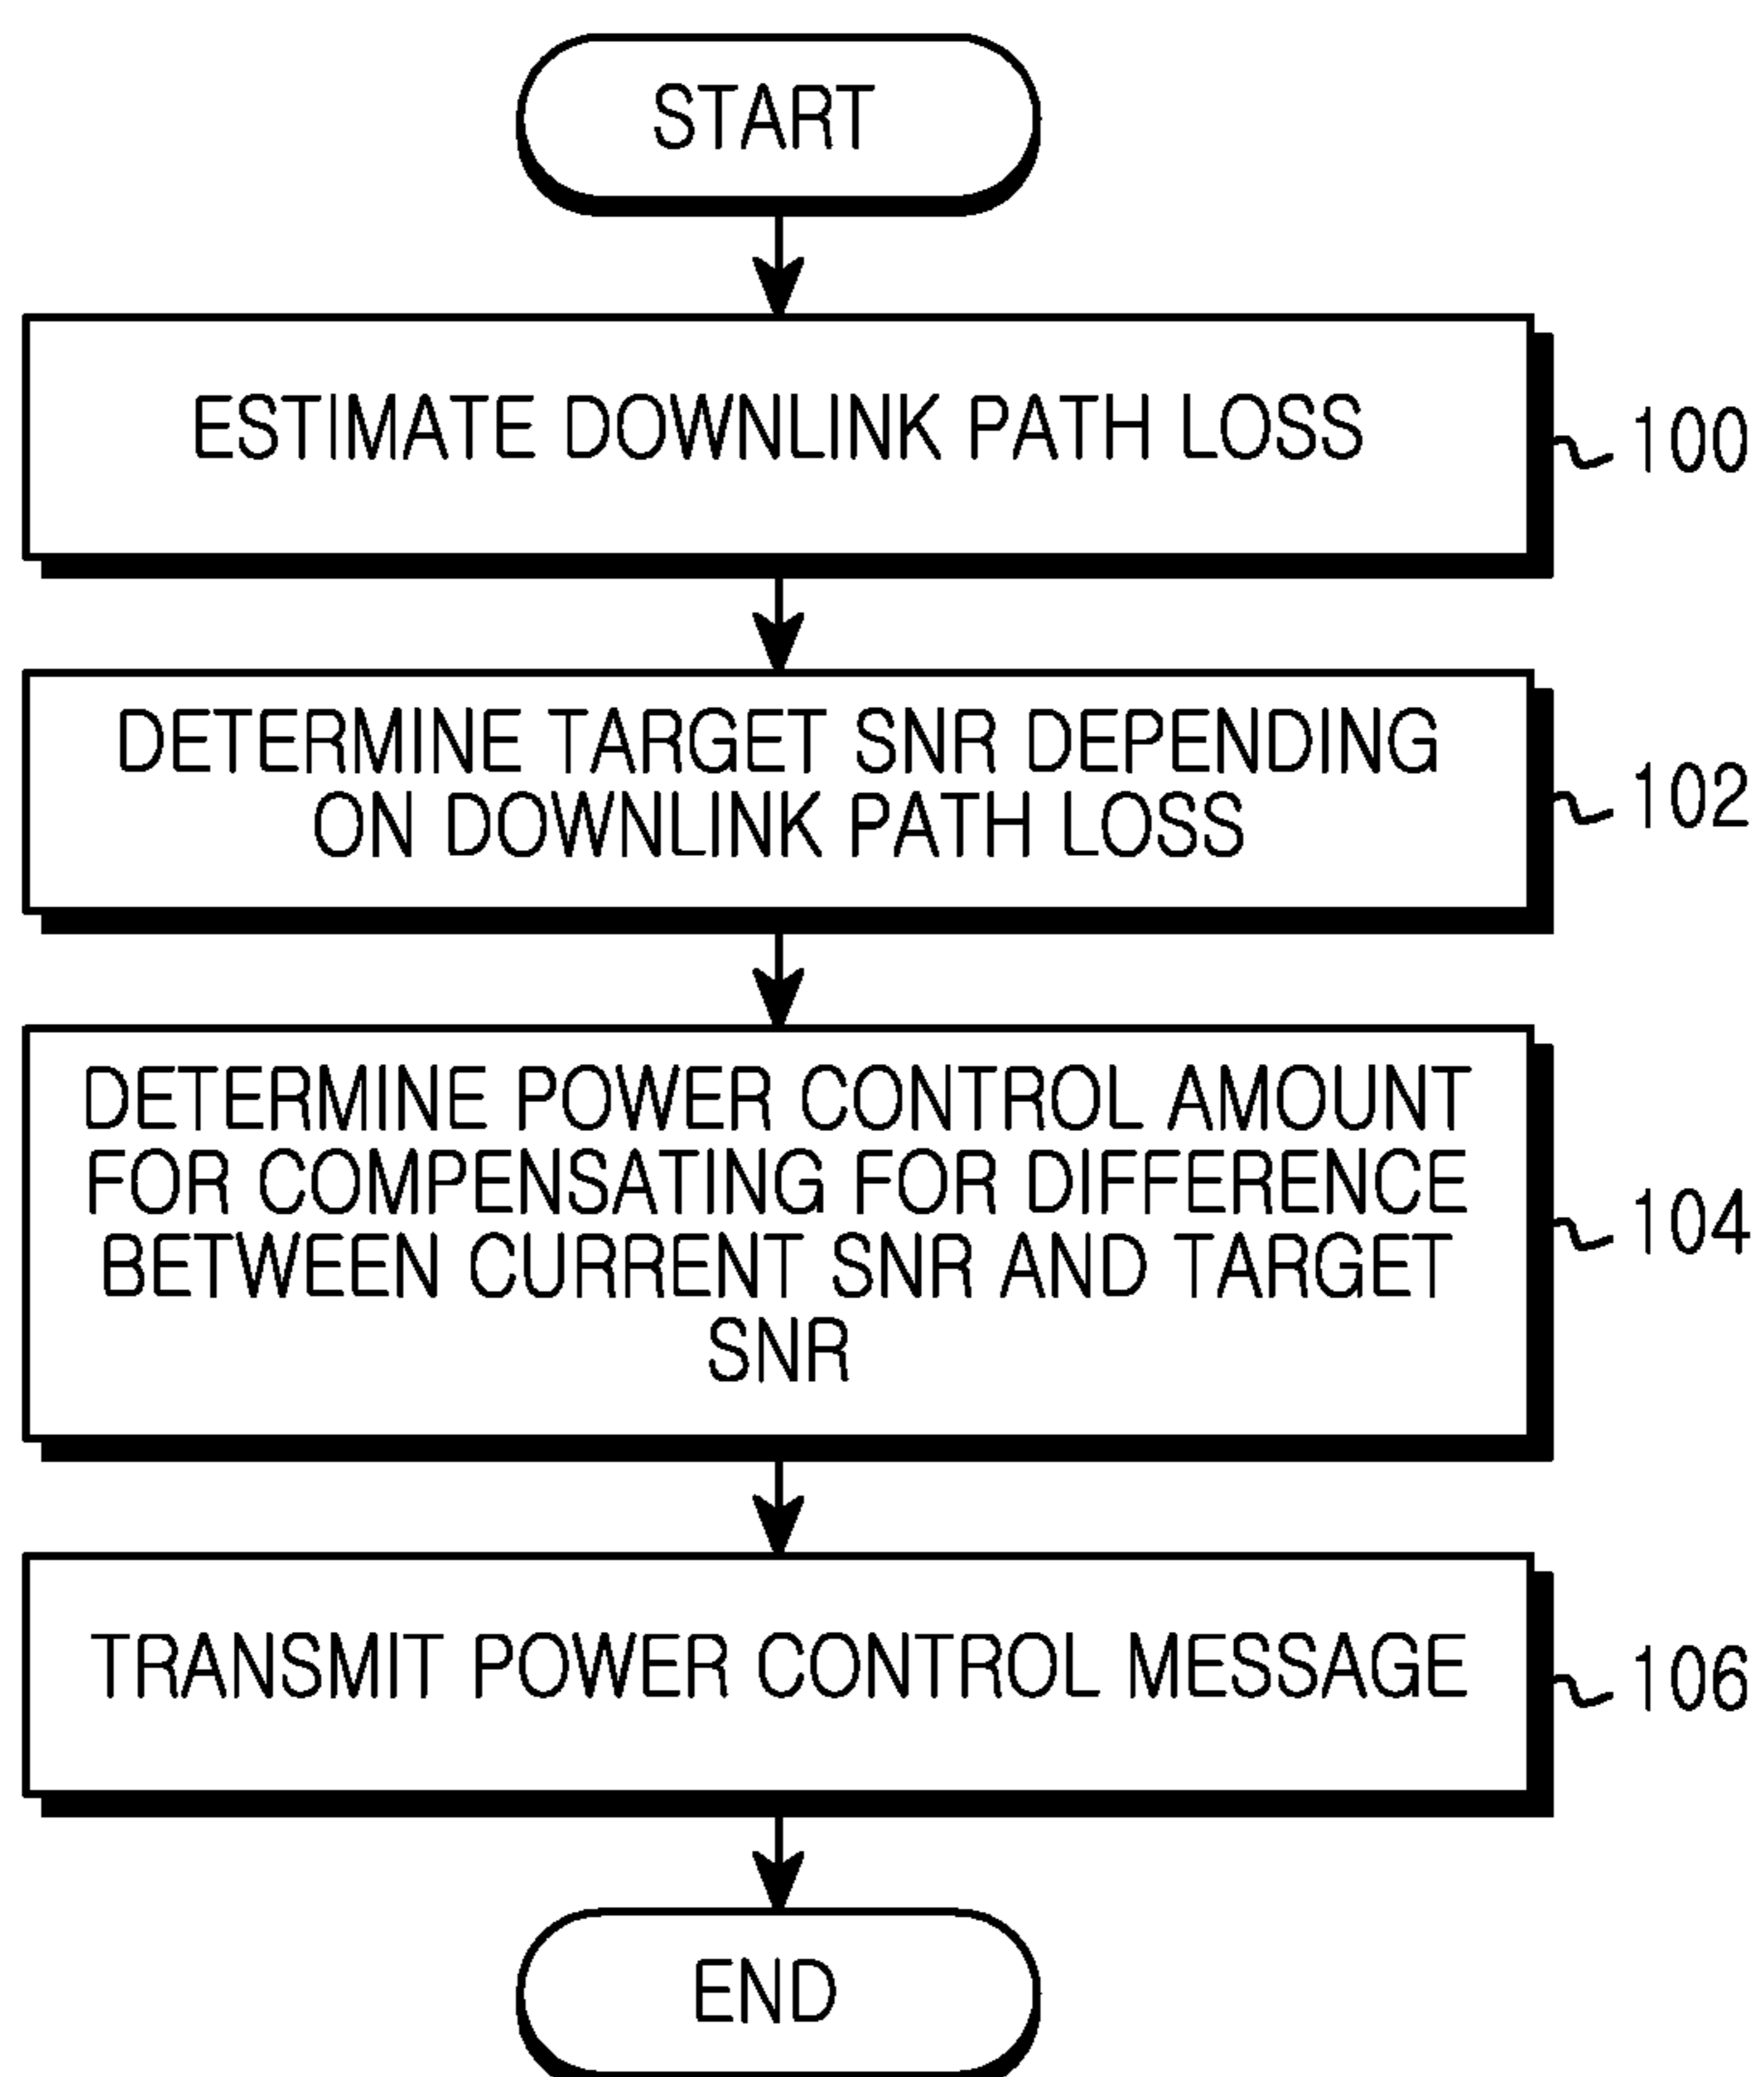 START
ESTIMATE DOWNLINK PATH LOSS
100
DETERMINE TARGET SNR DEPENDING
ON DOWNLINK PATH LOSS
102
DETERMINE POWER CONTROL AMOUNT
FOR COMPENSATING FOR DIFFERENCE
BETWEEN CURRENT SNR AND TARGET
SNR
104
TRANSMIT POWER CONTROL MESSAGE
106
END